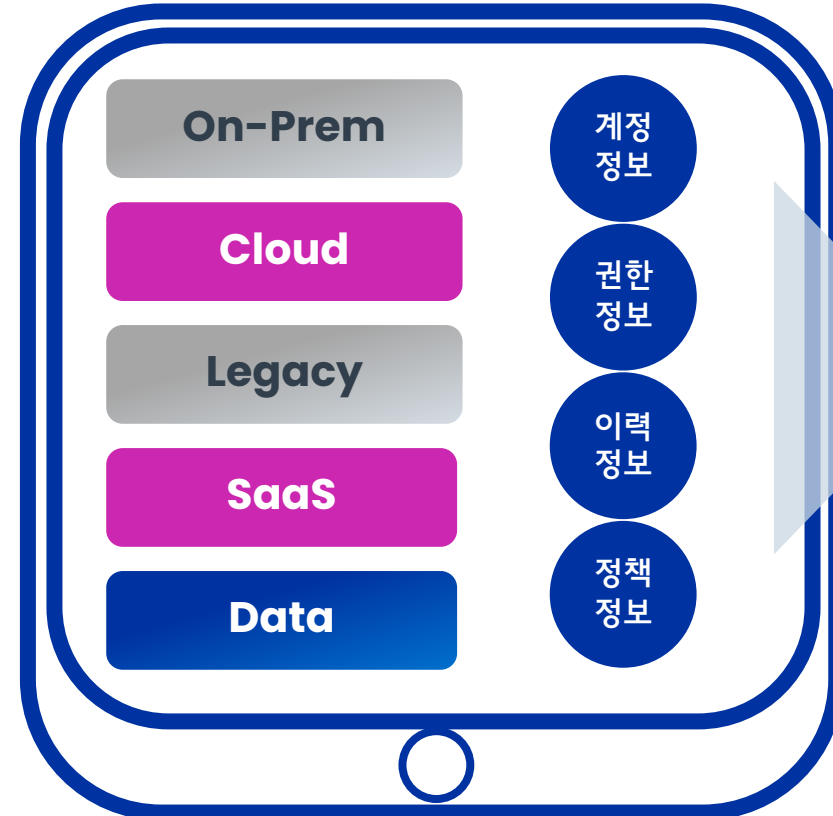 On-Prem
Cloud
Legacy
SaaS
Data
계정
정보
권한
정보
이력
정보
정책
정보